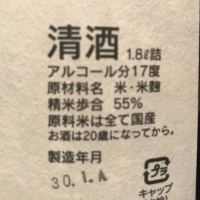 清酒 1.8ℓ詰
アルコール分17度
原材料名 米・米麹
精米歩合 55%
原料米は全て国産
お酒は20歳になってから。
製造年月
30.1.A
プラ
キャップ